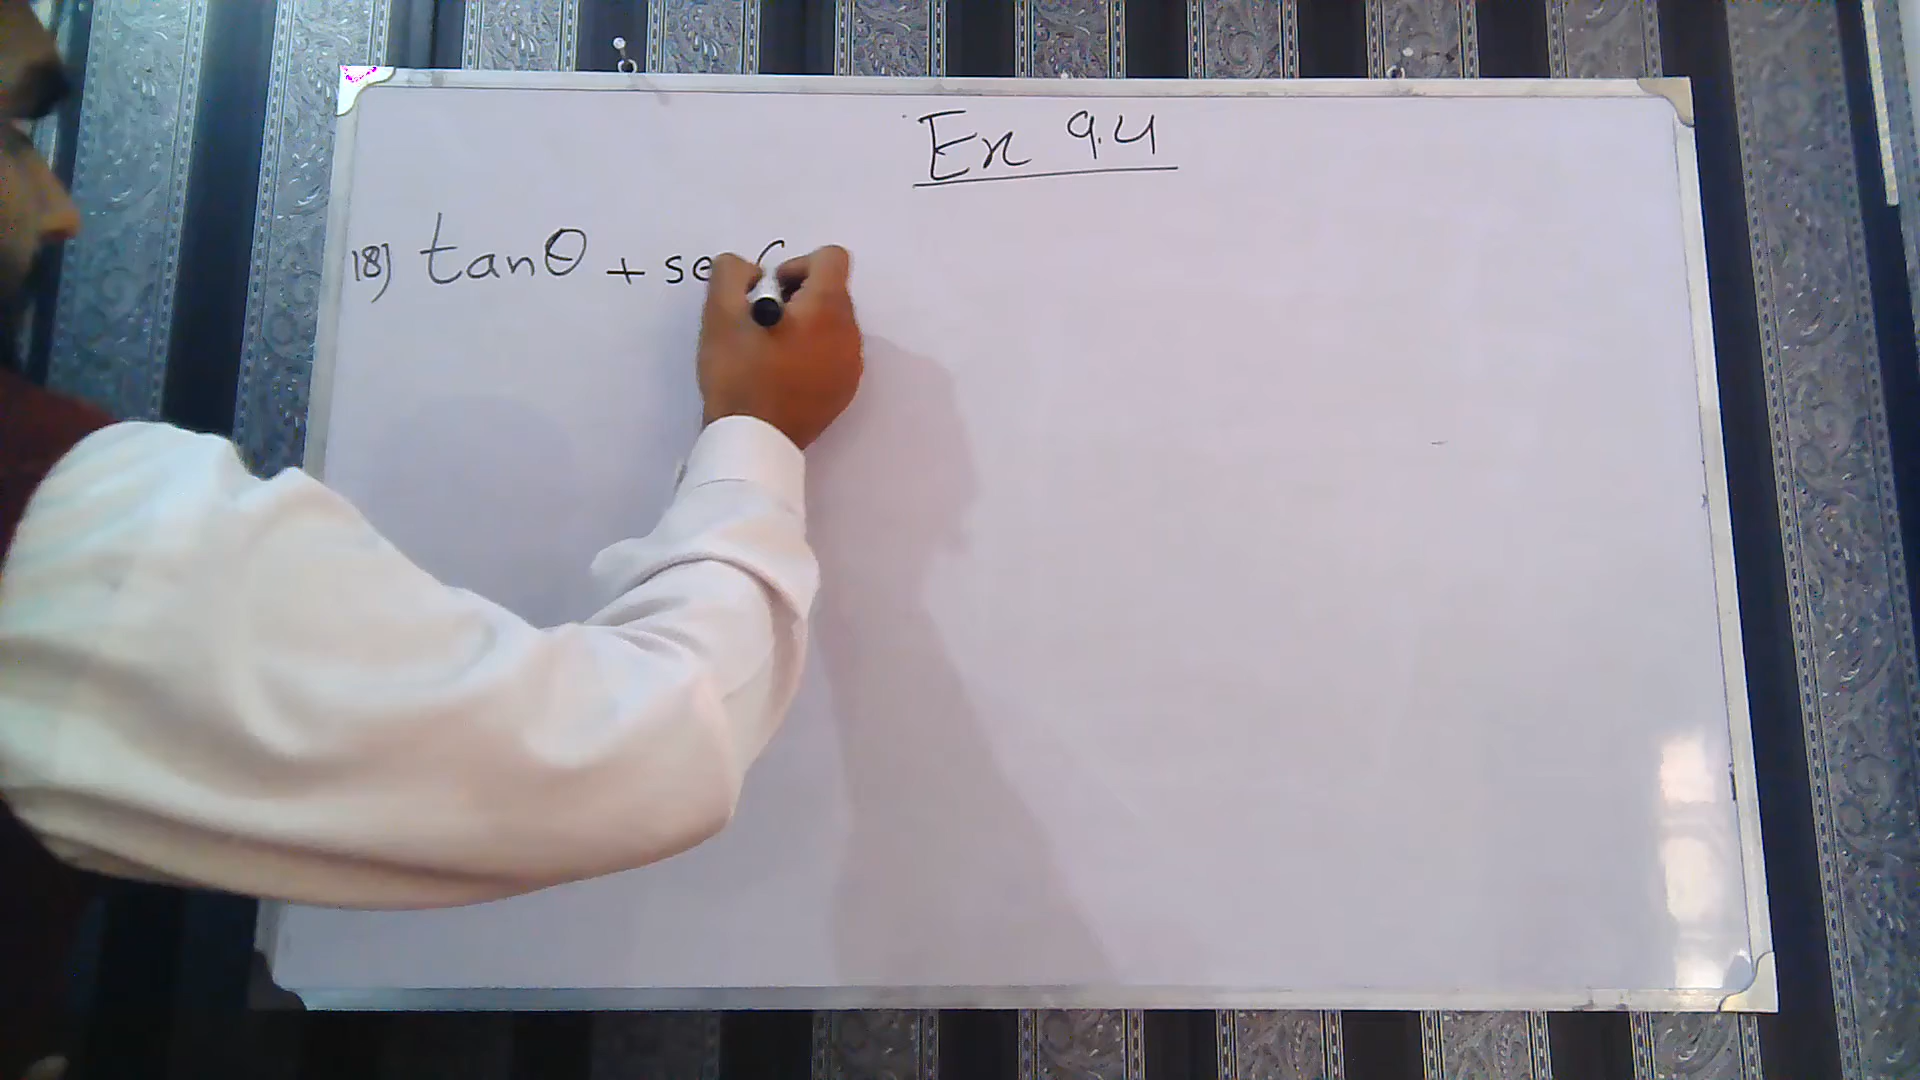 Ex 9.4
18) tanθ + se